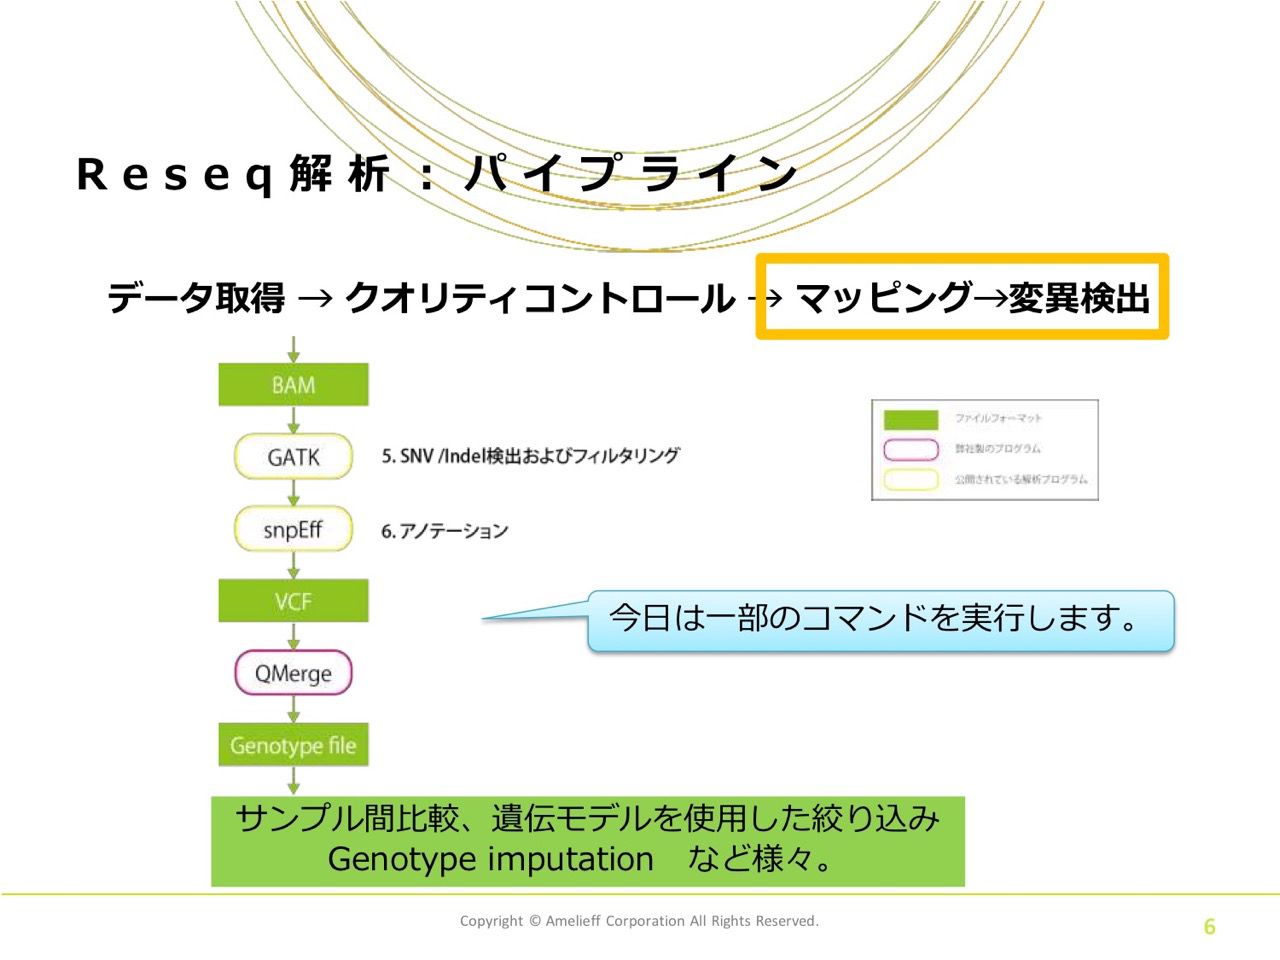 Reseq解析：パイプライン
データ取得 → クオリティコントロール → マッピング→変異検出
BAM
GATK
5. SNV /Indel検出およびフィルタリング
snpEff
6. アノテーション
VCF
QMerge
Genotype file
ファイルフォーマット
弊社製のプログラム
公開されている解析プログラム
今日は一部のコマンドを実行します。
サンプル間比較、遺伝モデルを使用した絞り込み
Genotype imputation　など様々。
Copyright © Amelieff Corporation All Rights Reserved.
6